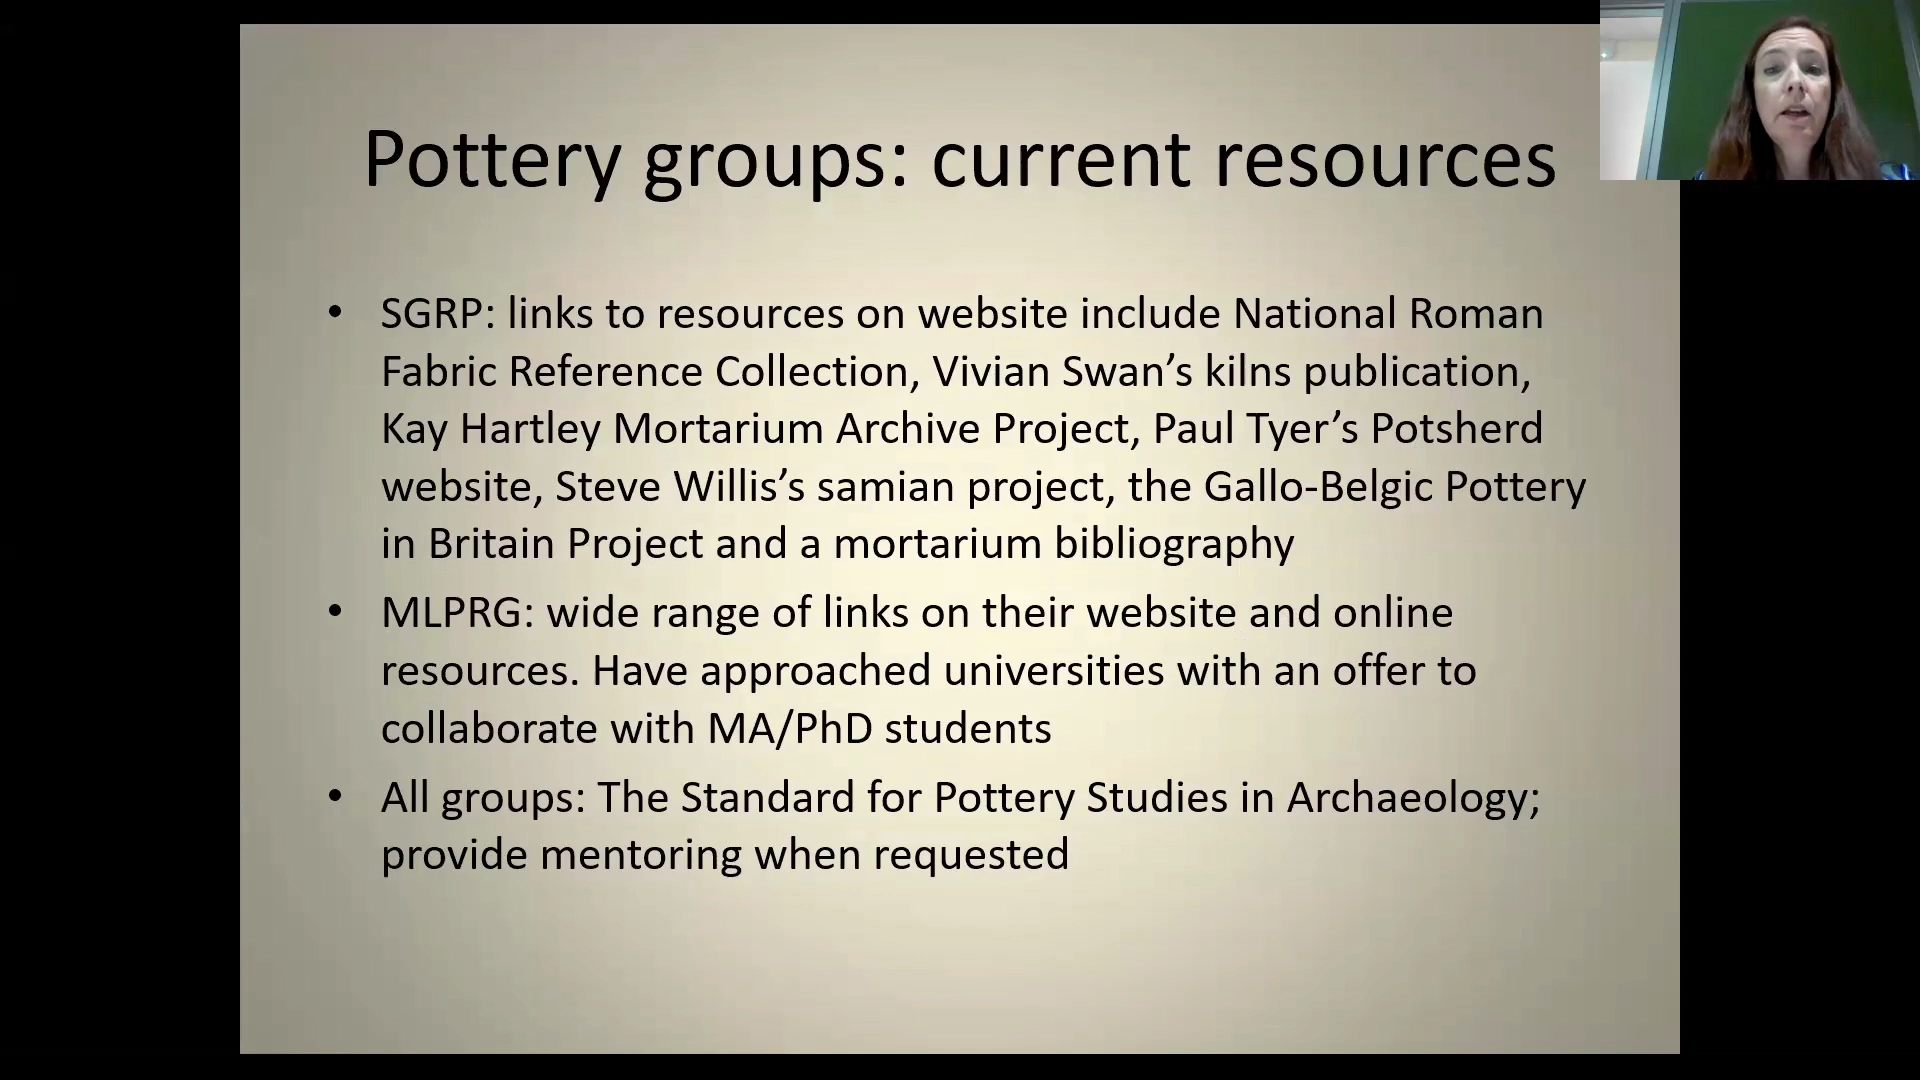 Pottery groups: current resources
• SGRP: links to resources on website include National Roman
Fabric Reference Collection, Vivian Swan’s kilns publication,
Kay Hartley Mortarium Archive Project, Paul Tyer’s Potsherd
website, Steve Willis’s samian project, the Gallo-Belgic Pottery
in Britain Project and a mortarium bibliography
• MLPRG: wide range of links on their website and online
resources. Have approached universities with an offer to
collaborate with MA/PhD students
• All groups: The Standard for Pottery Studies in Archaeology;
provide mentoring when requested